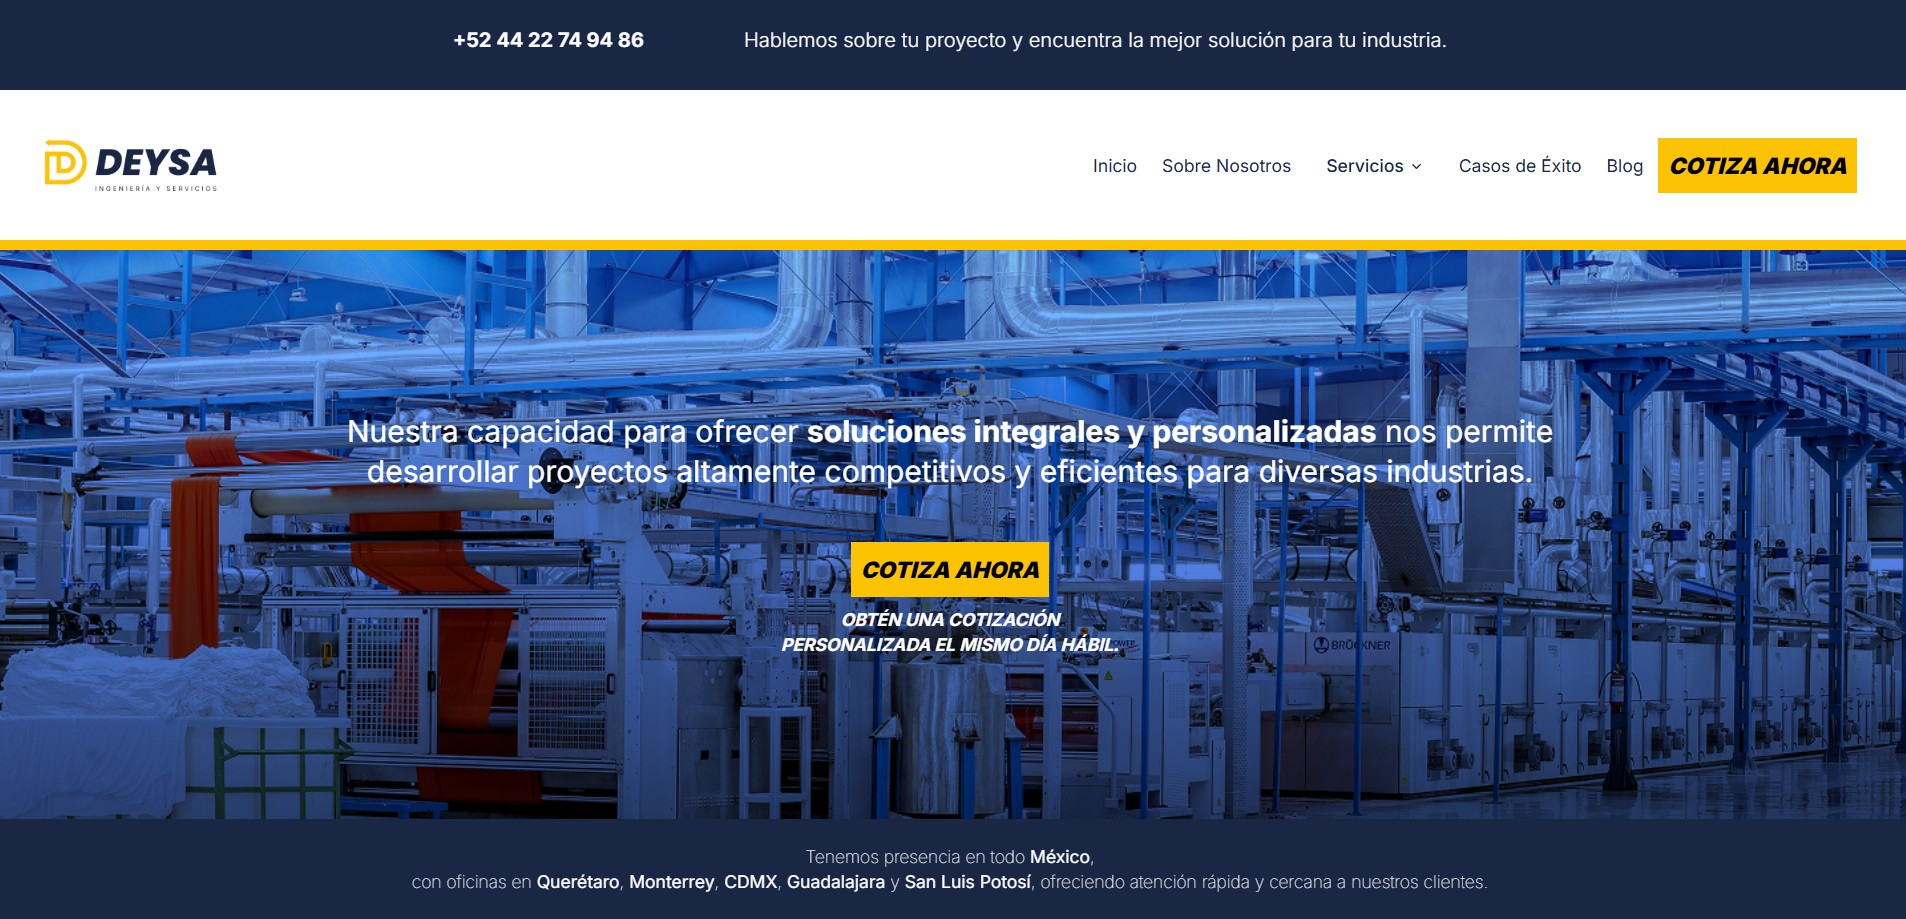 +52 44 22 74 94 86
Hablemos sobre tu proyecto y encuentra la mejor solución para tu industria.
DEYSA
INGENIERÍA Y SERVICIOS
Inicio
Sobre Nosotros
Servicios
Casos de Éxito
Blog
COTIZA AHORA
Nuestra capacidad para ofrecer soluciones integrales y personalizadas nos permite
desarrollar proyectos altamente competitivos y eficientes para diversas industrias.
COTIZA AHORA
OBTÉN UNA COTIZACIÓN
PERSONALIZADA EL MISMO DÍA HÁBIL.
BRÜCKNER
Tenemos presencia en todo México,
con oficinas en Querétaro, Monterrey, CDMX, Guadalajara y San Luis Potosí, ofreciendo atención rápida y cercana a nuestros clientes.